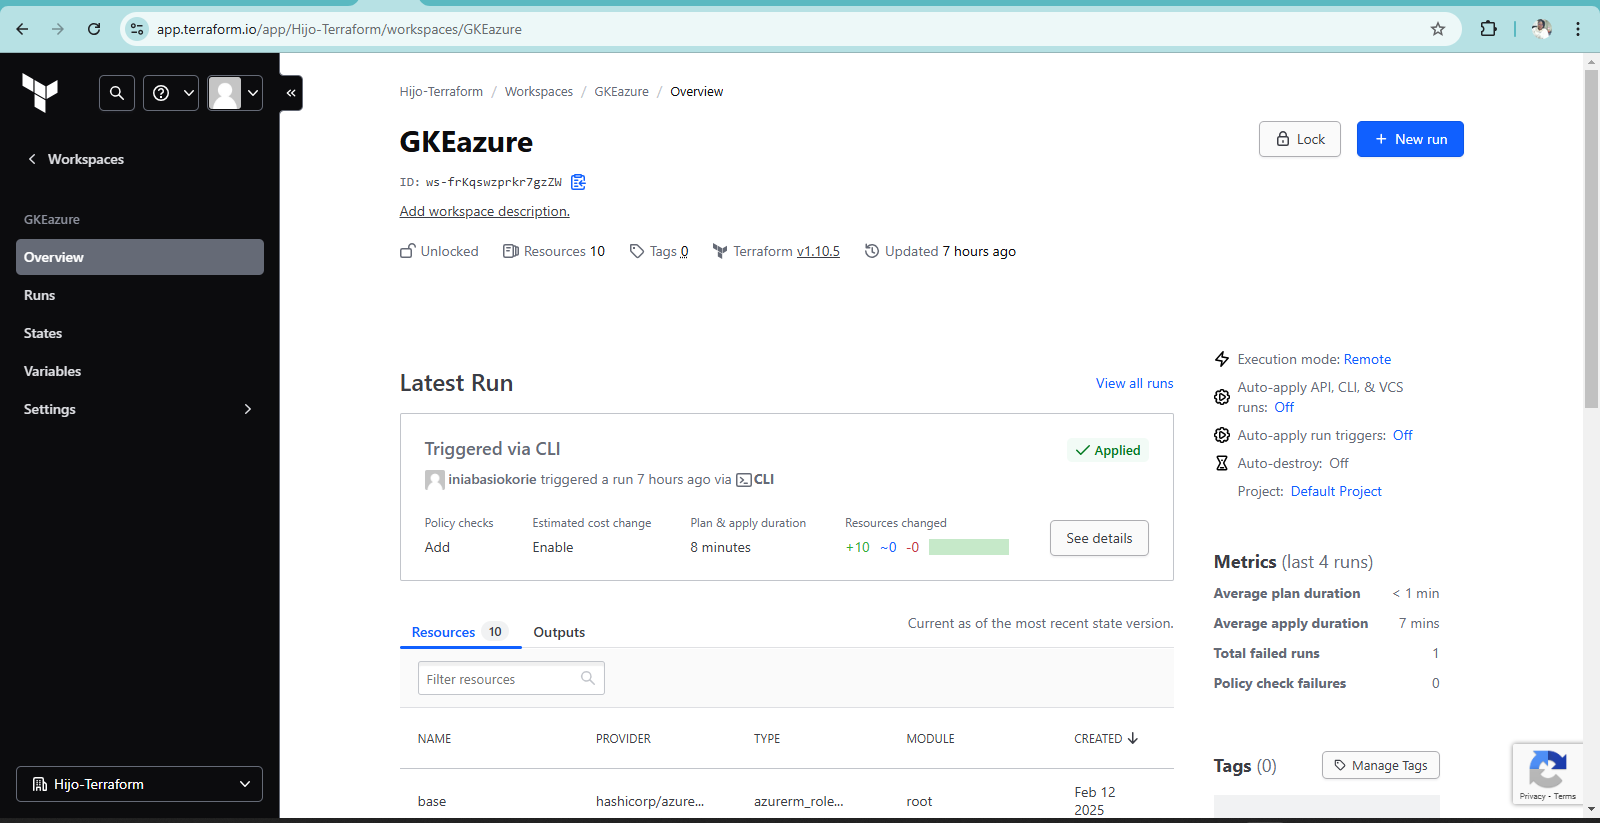 app.terraform.io/app/Hijo-Terraform/workspaces/GKEazure
Workspaces
GKEazure
Overview
Runs
States
Variables
Settings
Hijo-Terraform
Hijo-Terraform / Workspaces / GKEazure / Overview
GKEazure
Lock
+ New run
ID: ws-frKqswzprkr7gzZW
Add workspace description.
Unlocked Resources 10 Tags 0 Terraform v1.10.5 Updated 7 hours ago
Latest Run
View all runs
Triggered via CLI
Applied
iniabasiokorie triggered a run 7 hours ago via CLI
Policy checks Estimated cost change Plan & apply duration Resources changed
Add Enable 8 minutes +10 ~0 -0
See details
Resources 10 Outputs
Current as of the most recent state version.
Filter resources
NAME PROVIDER TYPE MODULE CREATED
base hashicorp/azure... azurerm_role... root Feb 12
2025
Execution mode: Remote
Auto-apply API, CLI, & VCS
runs: Off
Auto-apply run triggers: Off
Auto-destroy: Off
Project: Default Project
Metrics (last 4 runs)
Average plan duration < 1 min
Average apply duration 7 mins
Total failed runs 1
Policy check failures 0
Tags (0)
Manage Tags
Privacy - Terms